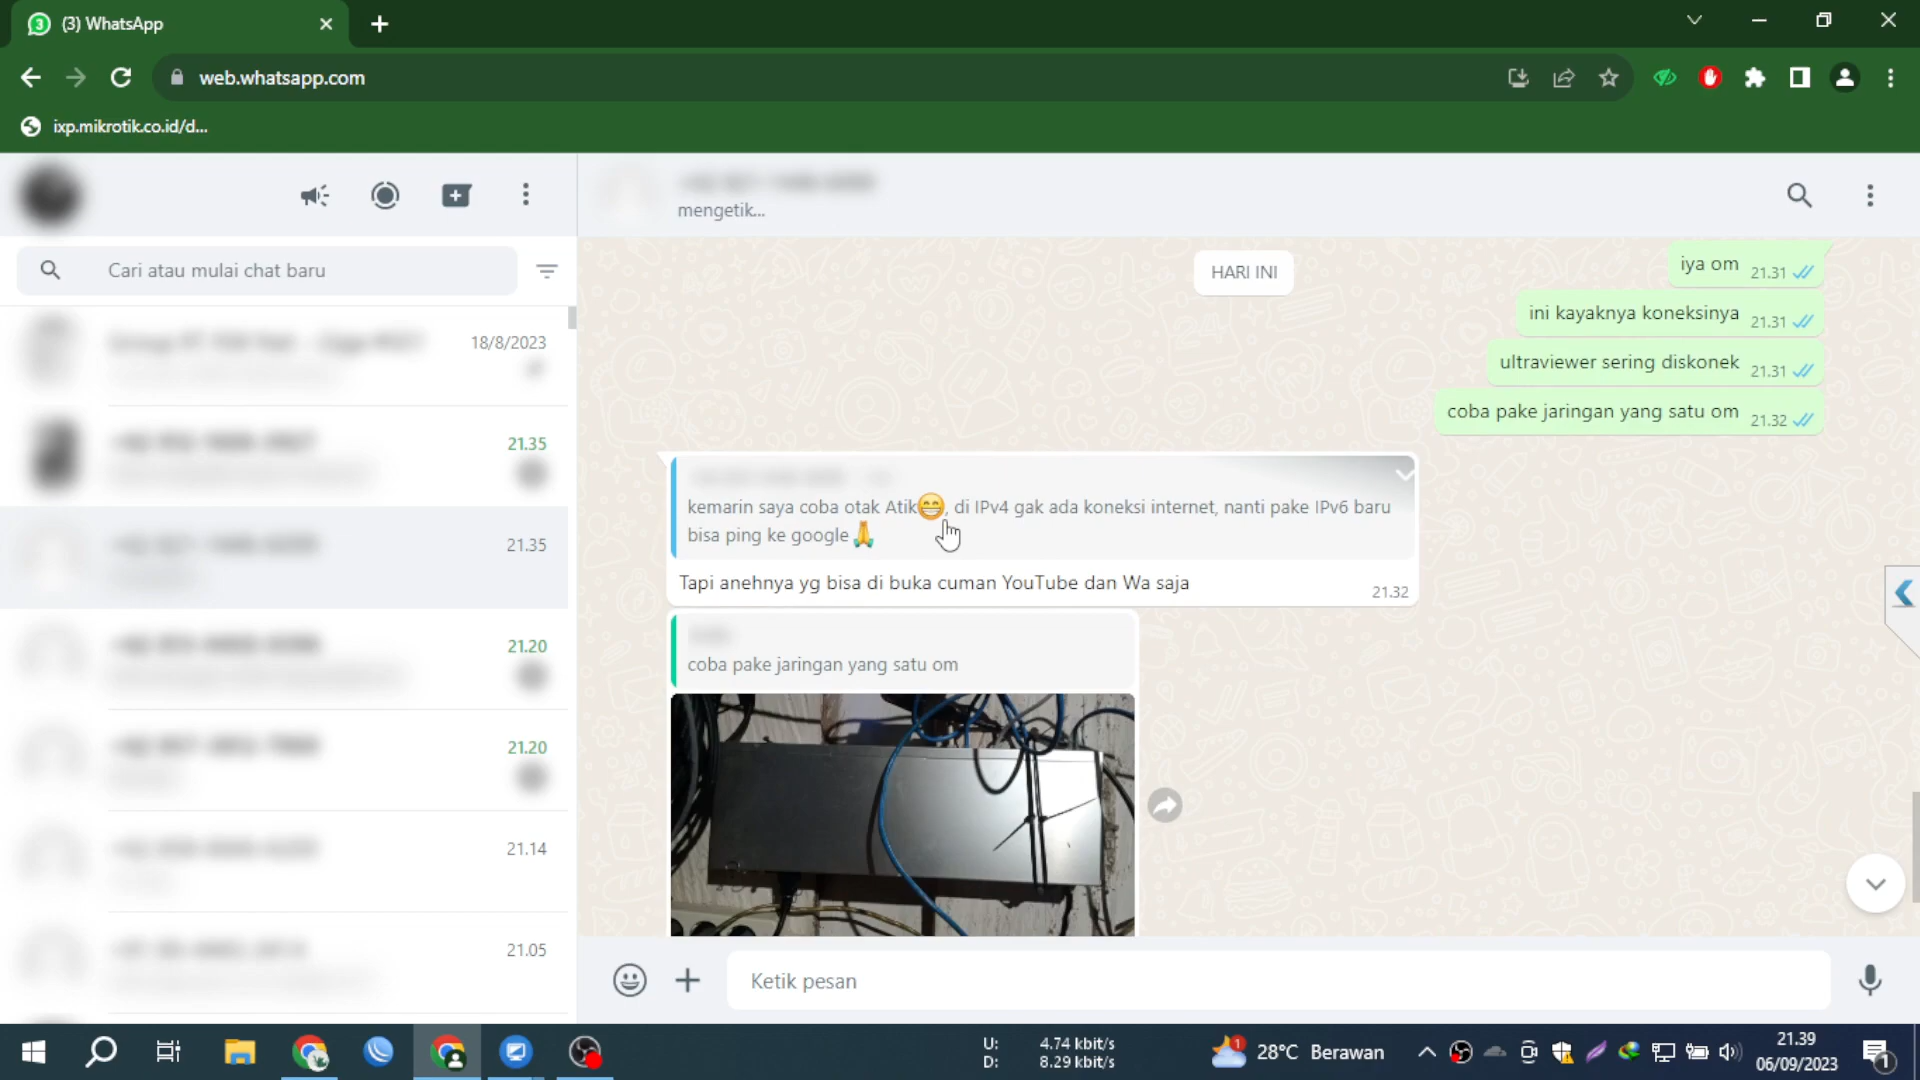 (3) WhatsApp
web.whatsapp.com
ixp.mikrotik.co.id/d...
mengetik...
Cari atau mulai chat baru
18/8/2023
21.35
21.35
21.20
21.20
21.14
21.05
HARI INI
iya om 21.31
ini kayaknya koneksinya 21.31
ultraviewer sering diskonek 21.31
coba pake jaringan yang satu om 21.32
kemarin saya coba otak Atik😁, di IPv4 gak ada koneksi internet, nanti pake IPv6 baru
bisa ping ke google🙏
Tapi anehnya yg bisa di buka cuman YouTube dan Wa saja 21.32
coba pake jaringan yang satu om
Ketik pesan
U: 4.74 kbit/s
D: 8.29 kbit/s
1
28°C Berawan
21.39
06/09/2023
1